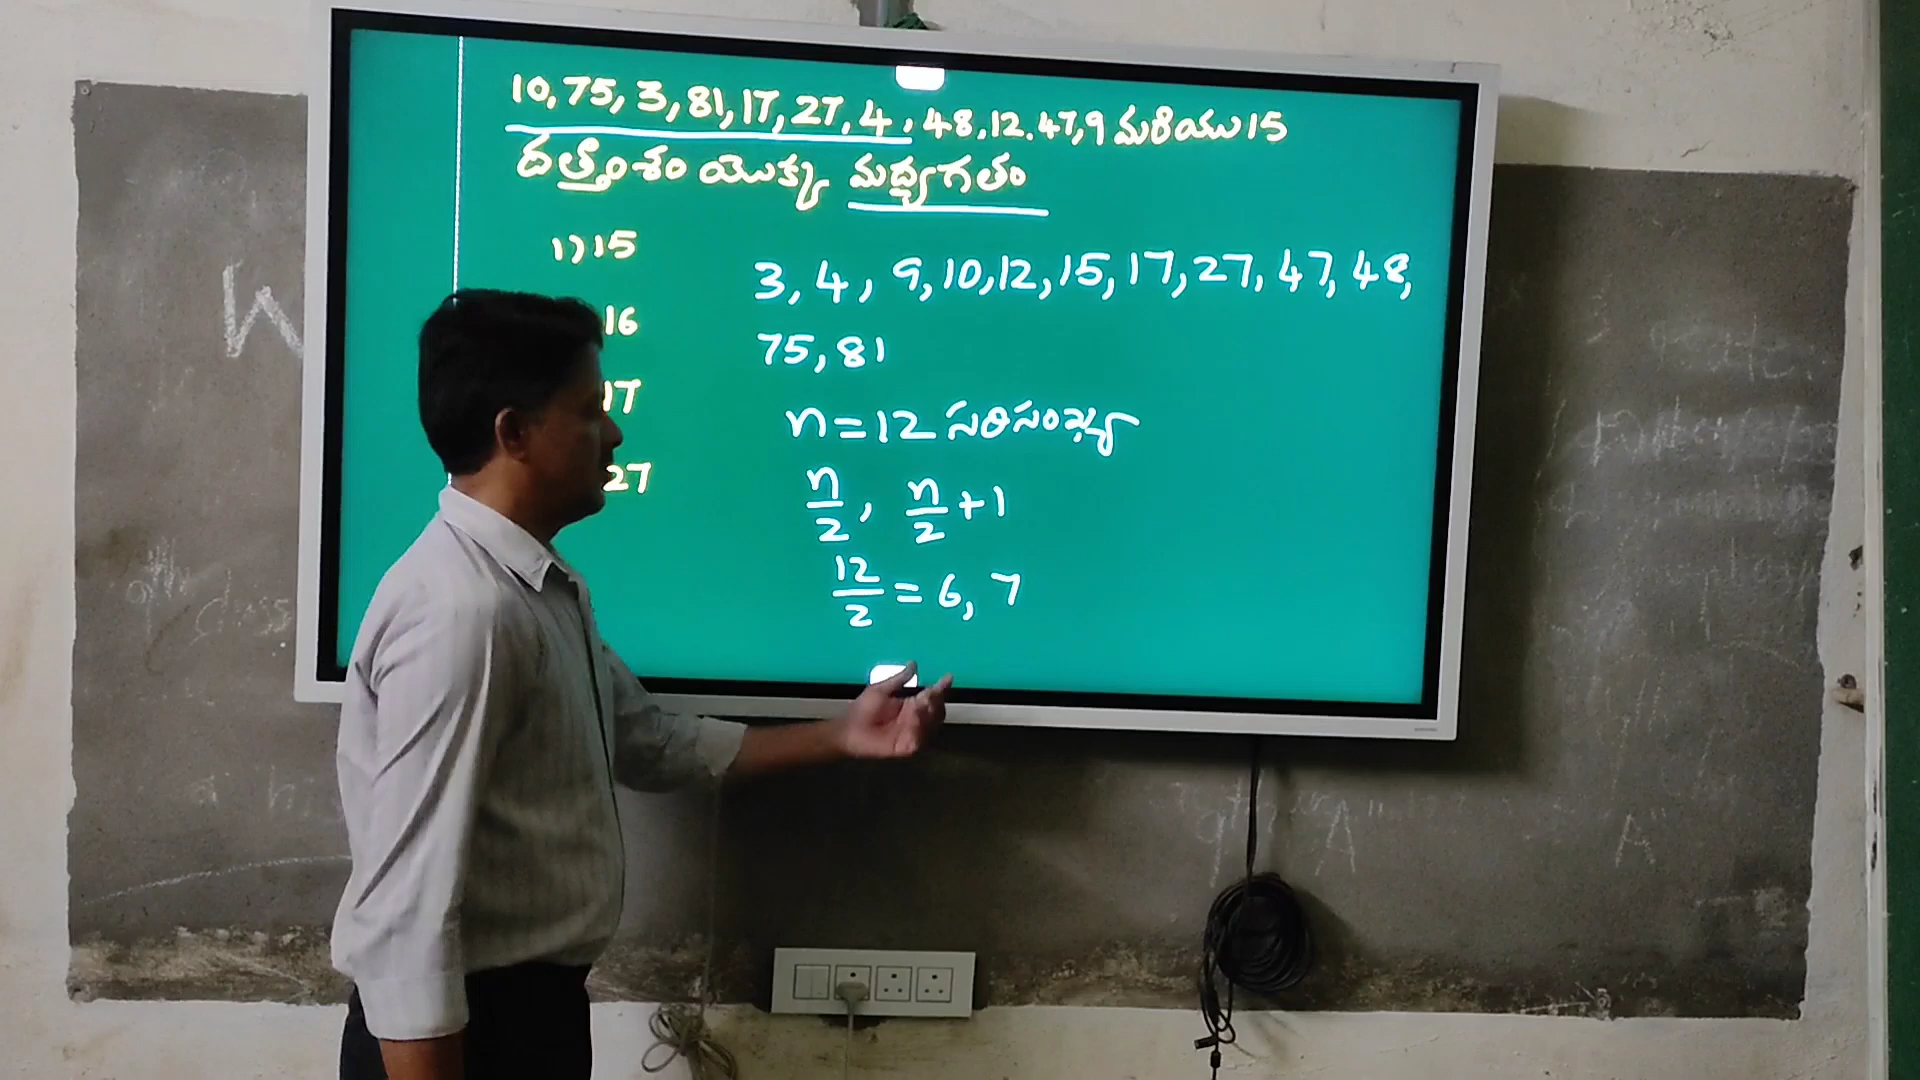 10, 75, 3, 81, 17, 27, 4, 48, 12, 47, 9 మరియు 15
దత్తాంశం యొక్క మధ్యగతం
1) 15
16
17
27
3, 4, 9, 10, 12, 15, 17, 27, 47, 48,
75, 81
n = 12 సరిసంఖ్య
n/2, n/2 + 1
12/2 = 6, 7
W
9th class
"A"
A"